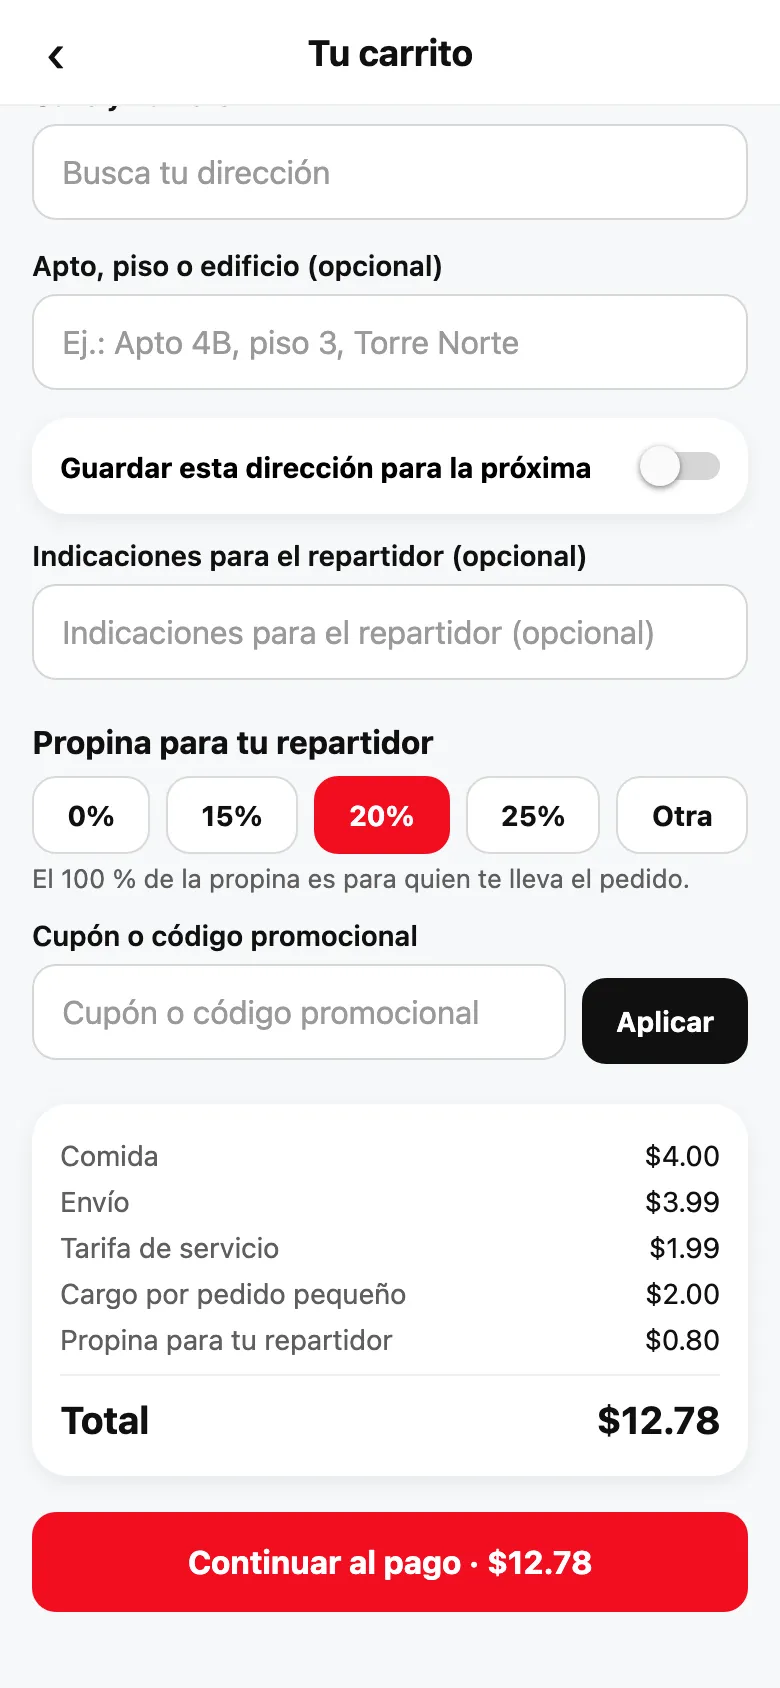 Tu carrito
Busca tu dirección
Apto, piso o edificio (opcional)
Ej.: Apto 4B, piso 3, Torre Norte
Guardar esta dirección para la próxima
Indicaciones para el repartidor (opcional)
Indicaciones para el repartidor (opcional)
Propina para tu repartidor
0% 15% 20% 25% Otra
El 100 % de la propina es para quien te lleva el pedido.
Cupón o código promocional
Cupón o código promocional Aplicar
Comida $4.00
Envío $3.99
Tarifa de servicio $1.99
Cargo por pedido pequeño $2.00
Propina para tu repartidor $0.80
Total $12.78
Continuar al pago · $12.78